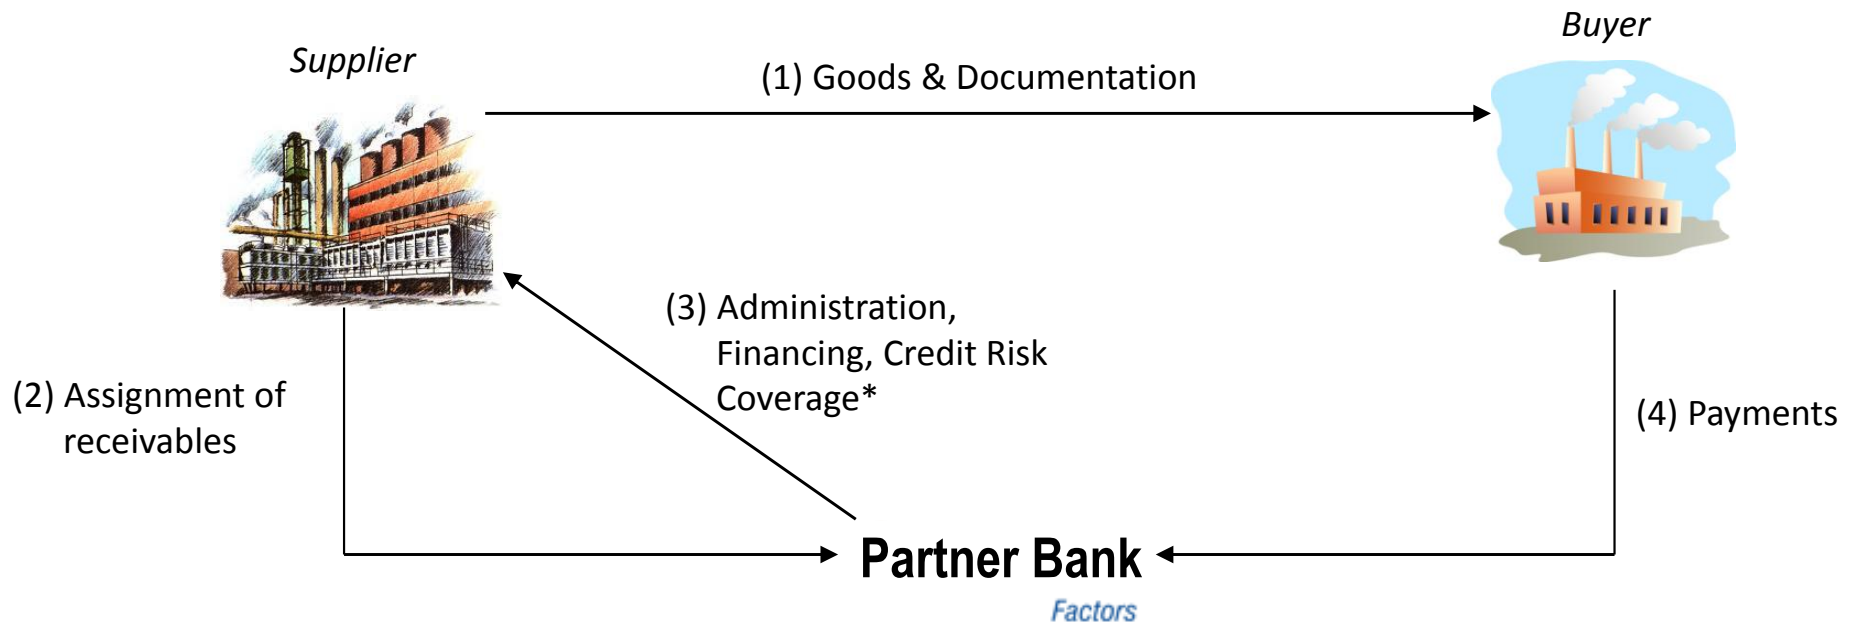 Buyer
Supplier
(1) Goods & Documentation
(3) Administration,
Financing, Credit Risk
Coverage*
(2) Assignment of
receivables
(4) Payments
Partner Bank
Factors